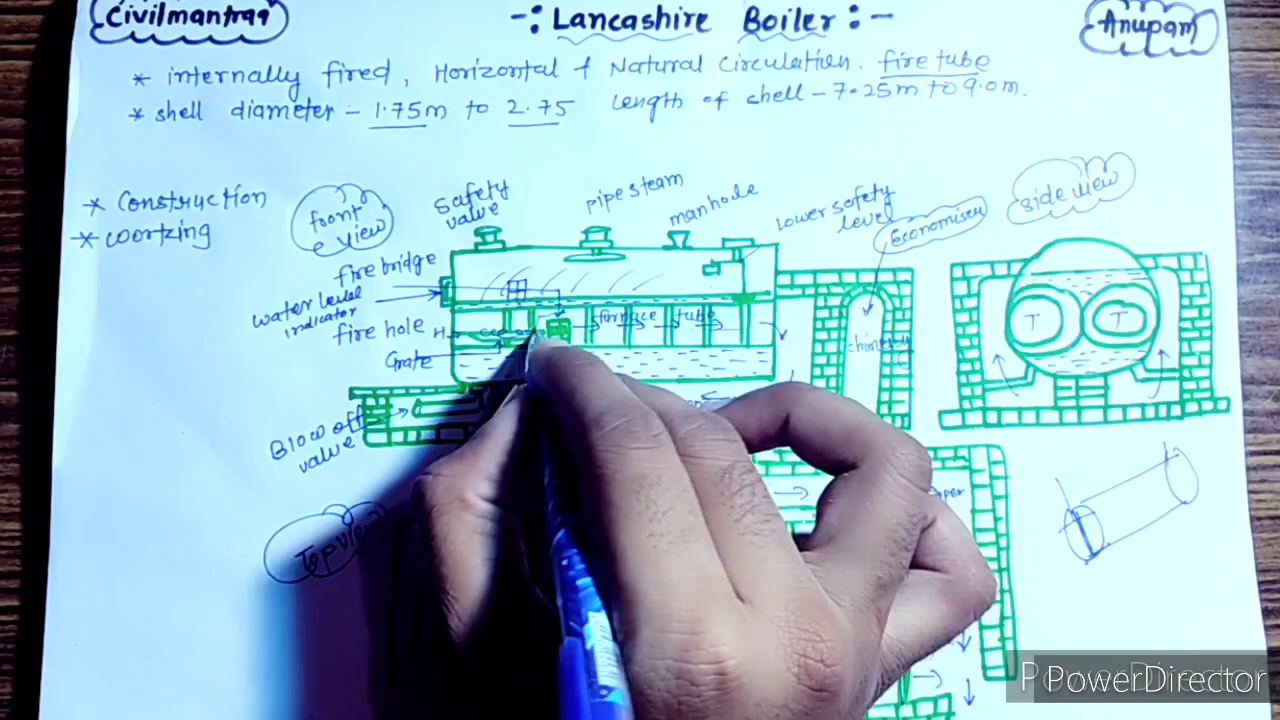 Civilmantraa
-: Lancashire Boiler :-
Anupam
* internally fired, Horizontal & Natural Circulation. fire tube
* shell diameter - 1.75m to 2.75 Length of shell - 7.25m to 9.0m.
* Construction
* Working
front view
safety valve
pipe steam
manhole
Lower safety level
Economiser
side view
fire bridge
water level indicator
fire hole
Grate
furnace tube
chimney
T T
Blow off valve
Top view
PowerDirector